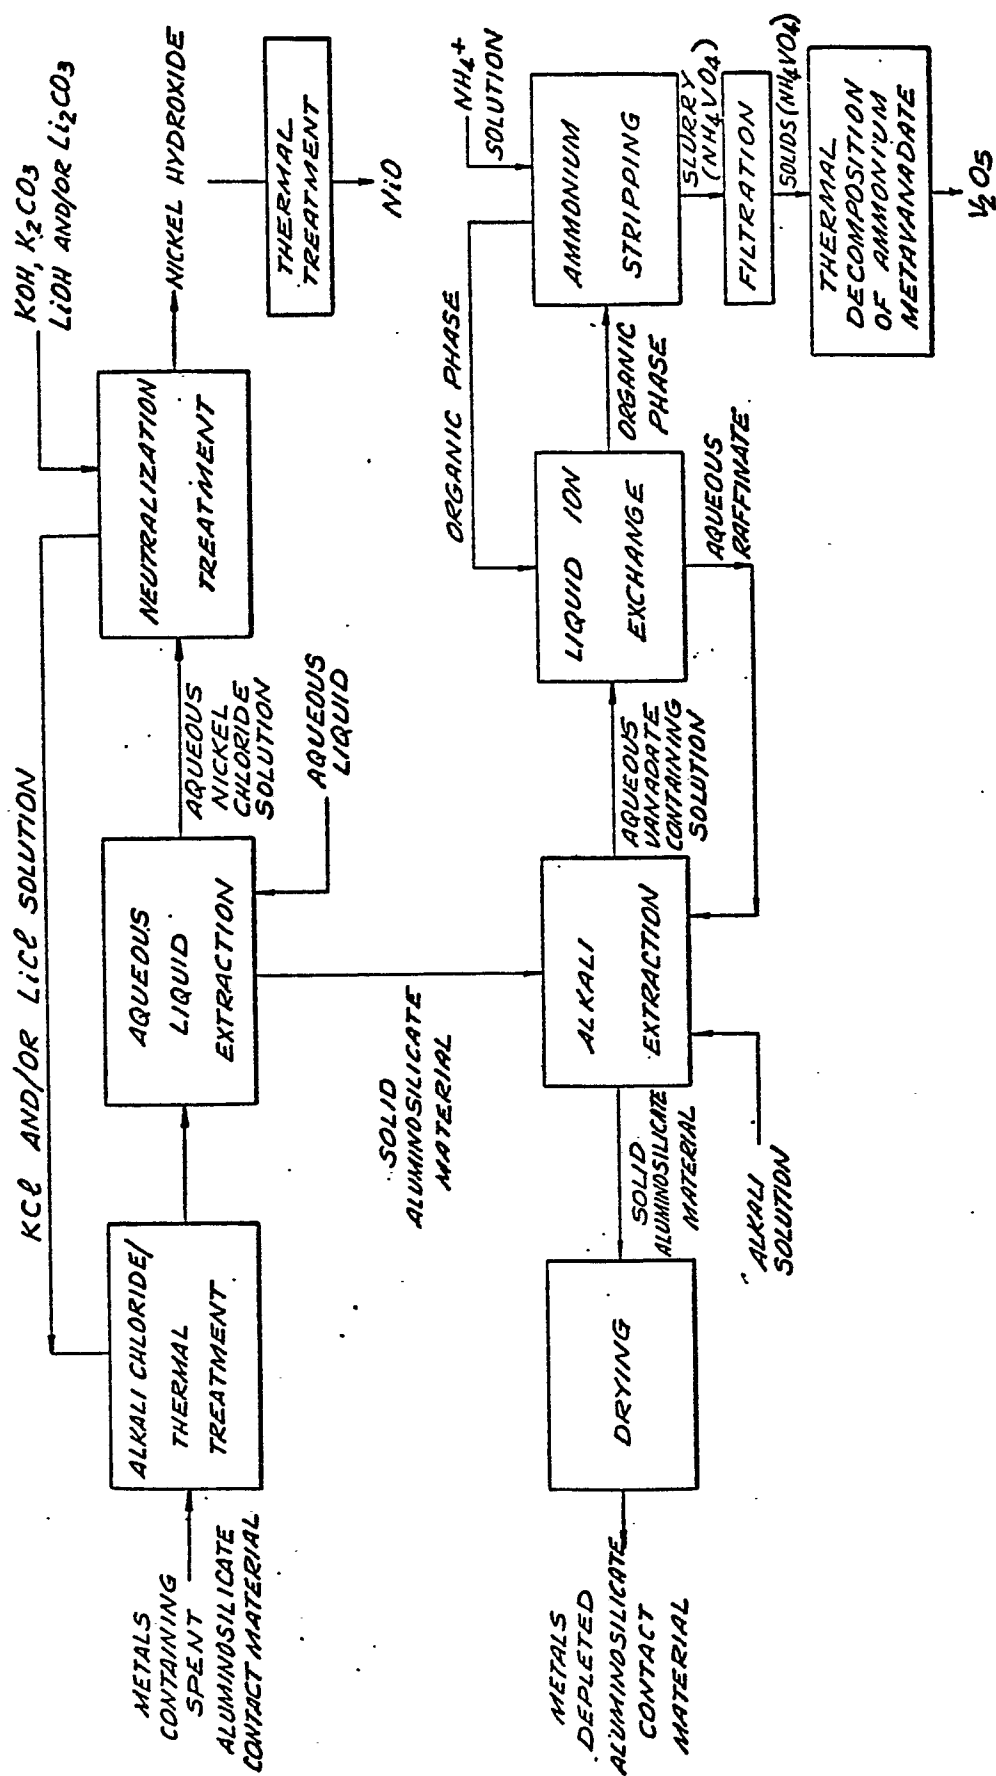 KOH, K2CO3
LiOH AND/OR Li2CO3
KCl AND/OR LiCl SOLUTION
METALS
CONTAINING
SPENT
ALUMINOSILICATE
CONTACT MATERIAL
ALKALI CHLORIDE/
THERMAL
TREATMENT
AQUEOUS
LIQUID
EXTRACTION
AQUEOUS
NICKEL
CHLORIDE
SOLUTION
AQUEOUS
LIQUID
NEUTRALIZATION
TREATMENT
NICKEL HYDROXIDE
THERMAL
TREATMENT
NiO
SOLID
ALUMINOSILICATE
MATERIAL
METALS
DEPLETED
ALUMINOSILICATE
CONTACT
MATERIAL
DRYING
SOLID
ALUMINOSILICATE
MATERIAL
ALKALI
SOLUTION
ALKALI
EXTRACTION
AQUEOUS
VANADATE
CONTAINING
SOLUTION
LIQUID ION
EXCHANGE
AQUEOUS
RAFFINATE
ORGANIC PHASE
ORGANIC
PHASE
NH4+
SOLUTION
AMMONIUM
STRIPPING
SLURRY
(NH4VO4)
FILTRATION
SOLIDS(NH4VO4)
THERMAL
DECOMPOSITION
OF AMMONIUM
METAVANADATE
V2O5